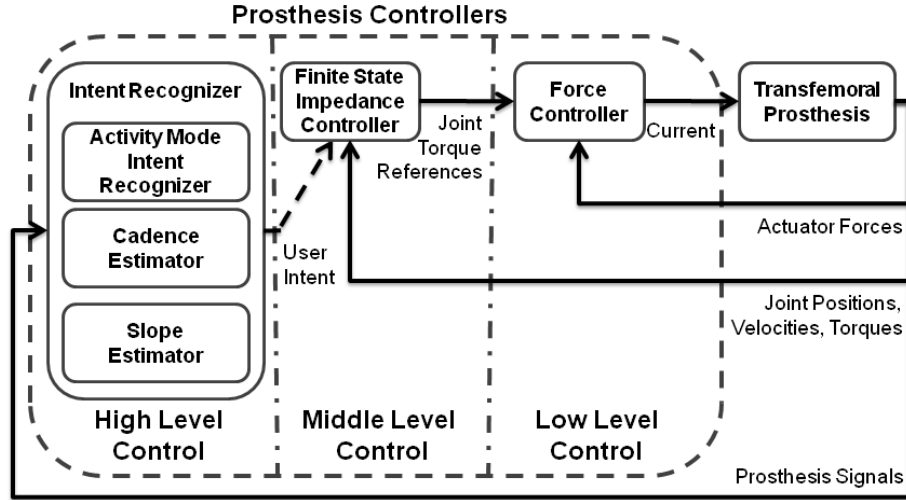 Prosthesis Controllers
Intent Recognizer
Activity Mode
Intent
Recognizer
Cadence
Estimator
Slope
Estimator
High Level
Control
User
Intent
Finite State
Impedance
Controller
Joint
Torque
References
Middle Level
Control
Force
Controller
Current
Low Level
Control
Transfemoral
Prosthesis
Actuator Forces
Joint Positions,
Velocities, Torques
Prosthesis Signals